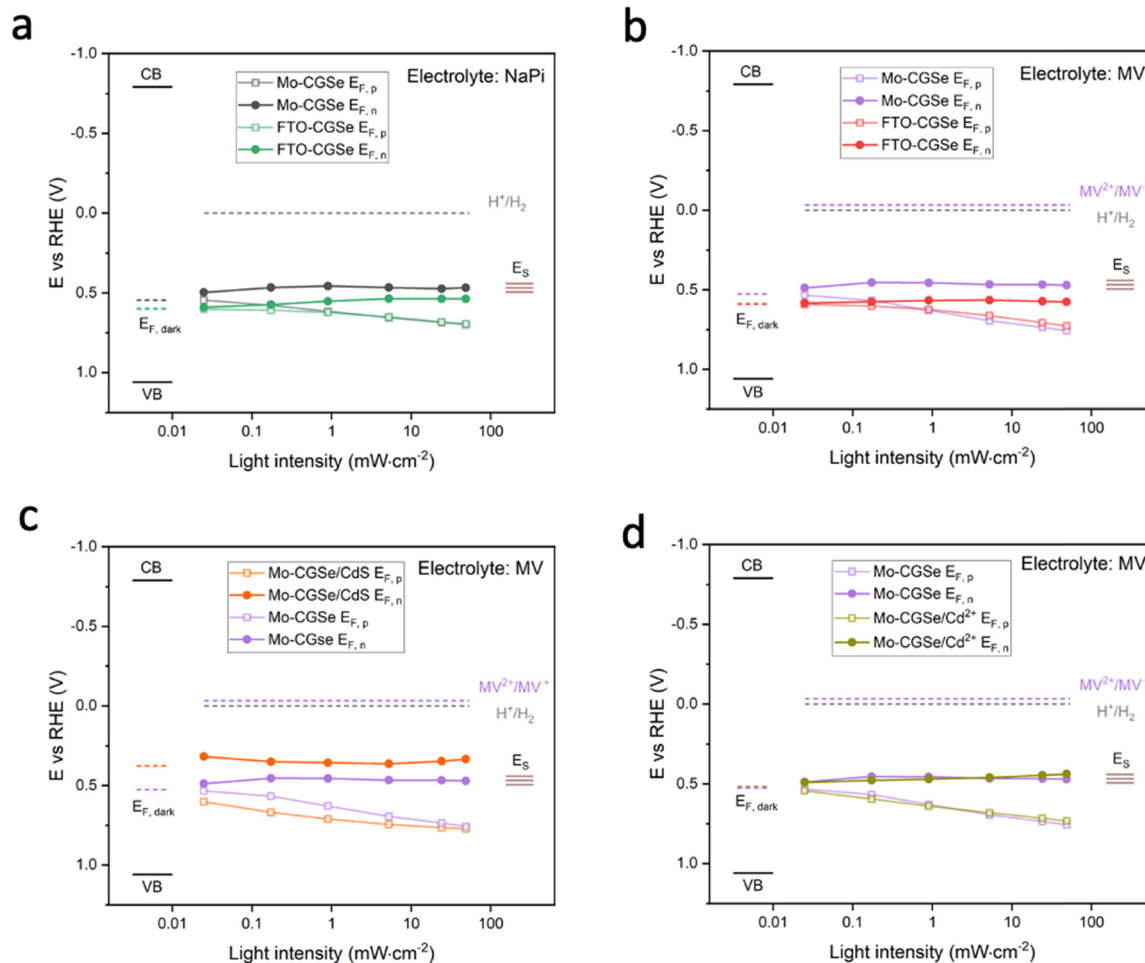 a
-1.0
-0.5
0.0
0.5
1.0
E vs RHE (V)
CB
VB
Mo-CGSe E_F, p
Mo-CGSe E_F, n
FTO-CGSe E_F, p
FTO-CGSe E_F, n
Electrolyte: NaPi
H⁺/H₂
E_S
E_F, dark
0.01 0.1 1 10 100
Light intensity (mW·cm⁻²)
b
-1.0
-0.5
0.0
0.5
1.0
E vs RHE (V)
CB
VB
Mo-CGSe E_F, p
Mo-CGSe E_F, n
FTO-CGSe E_F, p
FTO-CGSe E_F, n
Electrolyte: MV
MV²⁺/MV⁻
H⁺/H₂
E_S
E_F, dark
0.01 0.1 1 10 100
Light intensity (mW·cm⁻²)
c
-1.0
-0.5
0.0
0.5
1.0
E vs RHE (V)
CB
VB
Mo-CGSe/CdS E_F, p
Mo-CGSe/CdS E_F, n
Mo-CGSe E_F, p
Mo-CGse E_F, n
Electrolyte: MV
MV²⁺/MV·⁺
H⁺/H₂
E_S
E_F, dark
0.01 0.1 1 10 100
Light intensity (mW·cm⁻²)
d
-1.0
-0.5
0.0
0.5
1.0
E vs RHE (V)
CB
VB
Mo-CGSe E_F, p
Mo-CGSe E_F, n
Mo-CGSe/Cd²⁺ E_F, p
Mo-CGSe/Cd²⁺ E_F, n
Electrolyte: MV
MV²⁺/MV⁻
H⁺/H₂
E_S
E_F, dark
0.01 0.1 1 10 100
Light intensity (mW·cm⁻²)